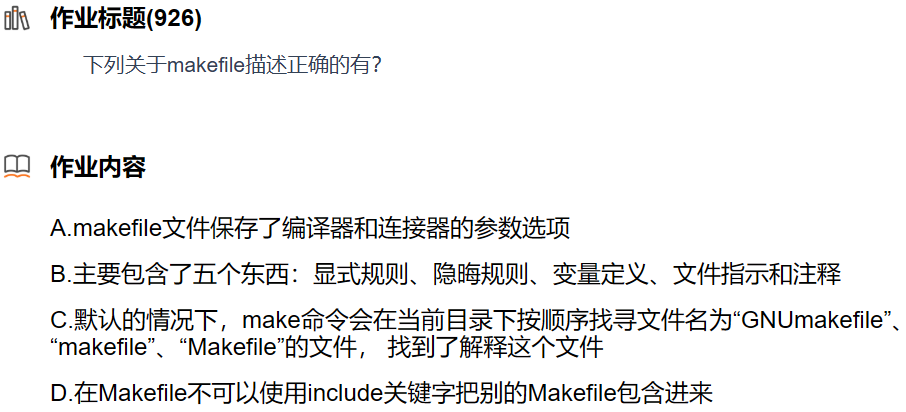 作业标题(926)
下列关于makefile描述正确的有?
作业内容
A.makefile文件保存了编译器和连接器的参数选项
B.主要包含了五个东西：显式规则、隐晦规则、变量定义、文件指示和注释
C.默认的情况下，make命令会在当前目录下按顺序找寻文件名为“GNUmakefile”、
“makefile”、“Makefile”的文件， 找到了解释这个文件
D.在Makefile不可以使用include关键字把别的Makefile包含进来